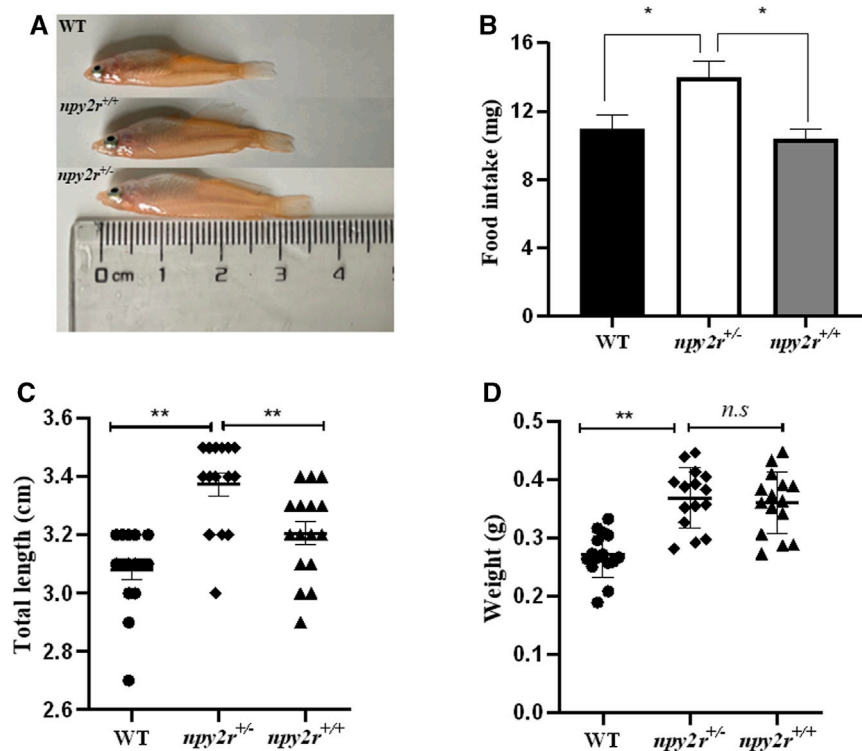 A
WT
npy2r+/+
npy2r+/-
0 cm 1 2 3 4
B
* *
Food intake (mg)
16
12
8
4
0
WT npy2r+/- npy2r+/+
C
** **
Total length (cm)
3.6
3.4
3.2
3.0
2.8
2.6
WT npy2r+/- npy2r+/+
D
** n.s
Weight (g)
0.5
0.4
0.3
0.2
0.1
0.0
WT npy2r+/- npy2r+/+